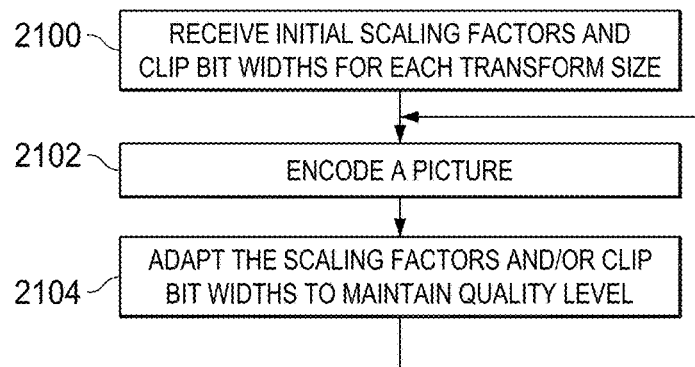 2100
RECEIVE INITIAL SCALING FACTORS AND
CLIP BIT WIDTHS FOR EACH TRANSFORM SIZE
2102
ENCODE A PICTURE
2104
ADAPT THE SCALING FACTORS AND/OR CLIP
BIT WIDTHS TO MAINTAIN QUALITY LEVEL